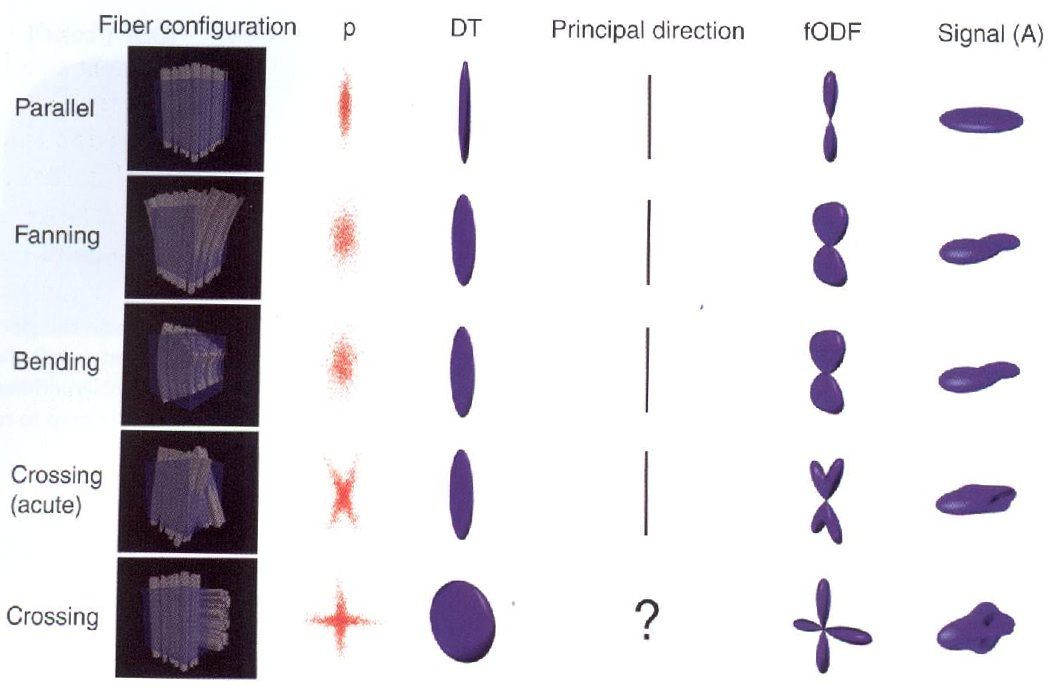 Fiber configuration p DT Principal direction fODF Signal (A)
Parallel
Fanning
Bending
Crossing
(acute)
Crossing ?